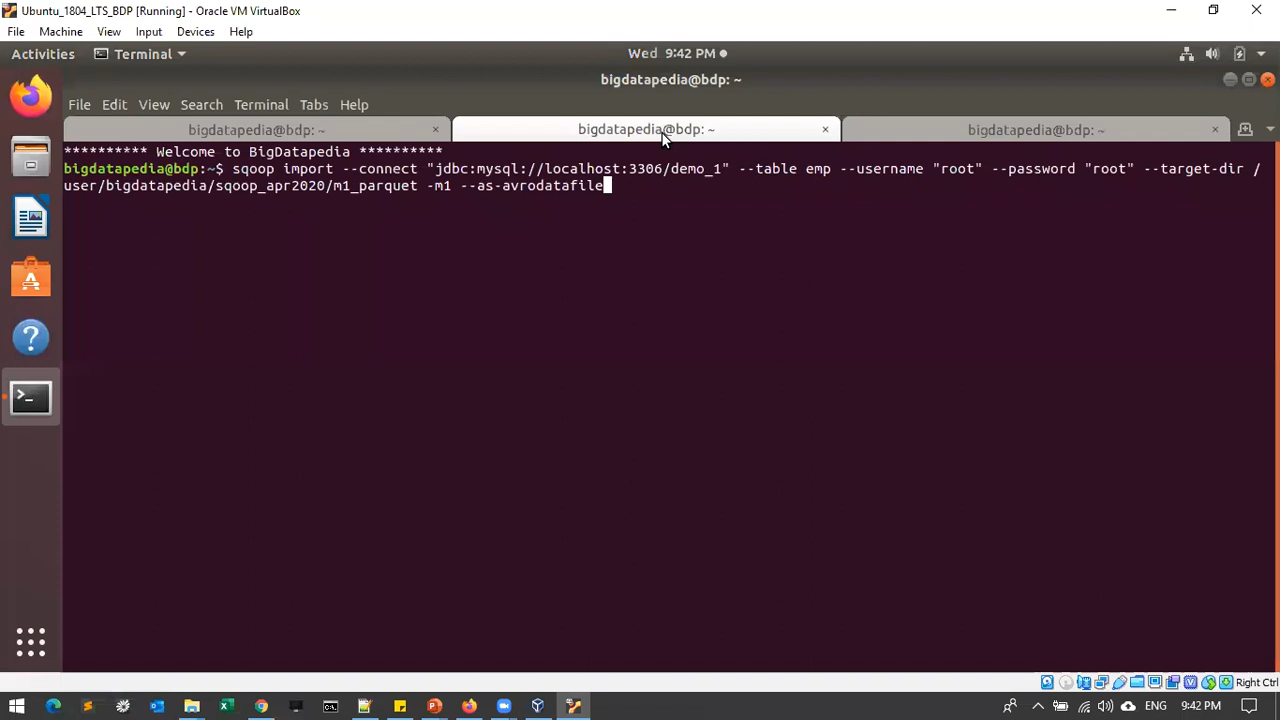 Ubuntu_1804_LTS_BDP [Running] - Oracle VM VirtualBox
File Machine View Input Devices Help
Activities Terminal Wed 9:42 PM
bigdatapedia@bdp: ~
File Edit View Search Terminal Tabs Help
bigdatapedia@bdp: ~ × bigdatapedia@bdp: ~ × bigdatapedia@bdp: ~ ×
********** Welcome to BigDatapedia **********
bigdatapedia@bdp:~$ sqoop import --connect "jdbc:mysql://localhost:3306/demo_1" --table emp --username "root" --password "root" --target-dir /
user/bigdatapedia/sqoop_apr2020/m1_parquet -m1 --as-avrodatafile
Right Ctrl
ENG 9:42 PM